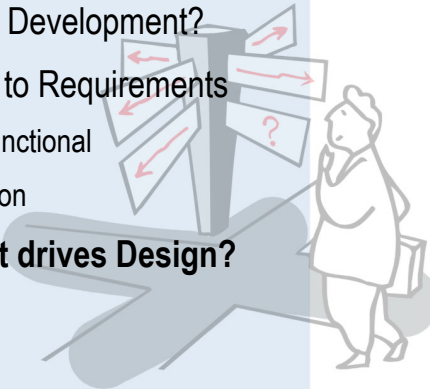 Development?
to Requirements
nctional
on
t drives Design?
?